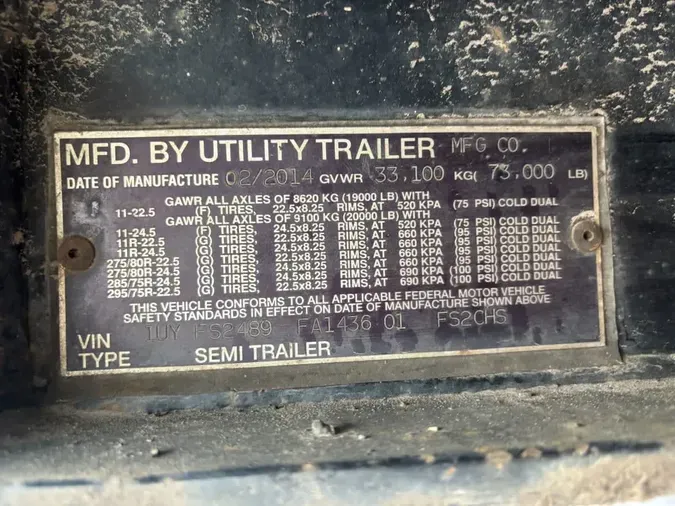 MFD. BY UTILITY TRAILER MFG CO.
DATE OF MANUFACTURE 02/2014 GVWR 33,100 KG( 73,000 LB)
GAWR ALL AXLES OF 8620 KG (19000 LB) WITH
11-22.5 (F) TIRES, 22.5x8.25 RIMS, AT 520 KPA (75 PSI) COLD DUAL
GAWR ALL AXLES OF 9100 KG (20000 LB) WITH
11-24.5 (F) TIRES, 24.5x8.25 RIMS, AT 520 KPA (75 PSI) COLD DUAL
11R-22.5 (G) TIRES, 22.5x8.25 RIMS, AT 660 KPA (95 PSI) COLD DUAL
11R-24.5 (G) TIRES, 24.5x8.25 RIMS, AT 660 KPA (95 PSI) COLD DUAL
275/80R-22.5 (G) TIRES, 22.5x8.25 RIMS, AT 660 KPA (95 PSI) COLD DUAL
275/80R-24.5 (G) TIRES, 24.5x8.25 RIMS, AT 660 KPA (95 PSI) COLD DUAL
285/75R-24.5 (G) TIRES, 24.5x8.25 RIMS, AT 690 KPA (100 PSI) COLD DUAL
295/75R-22.5 (G) TIRES, 22.5x8.25 RIMS, AT 690 KPA (100 PSI) COLD DUAL
THIS VEHICLE CONFORMS TO ALL APPLICABLE FEDERAL MOTOR VEHICLE
SAFETY STANDARDS IN EFFECT ON DATE OF MANUFACTURE SHOWN ABOVE
VIN 1UY FS2489 FA1436 01 FS2CHS
TYPE SEMI TRAILER